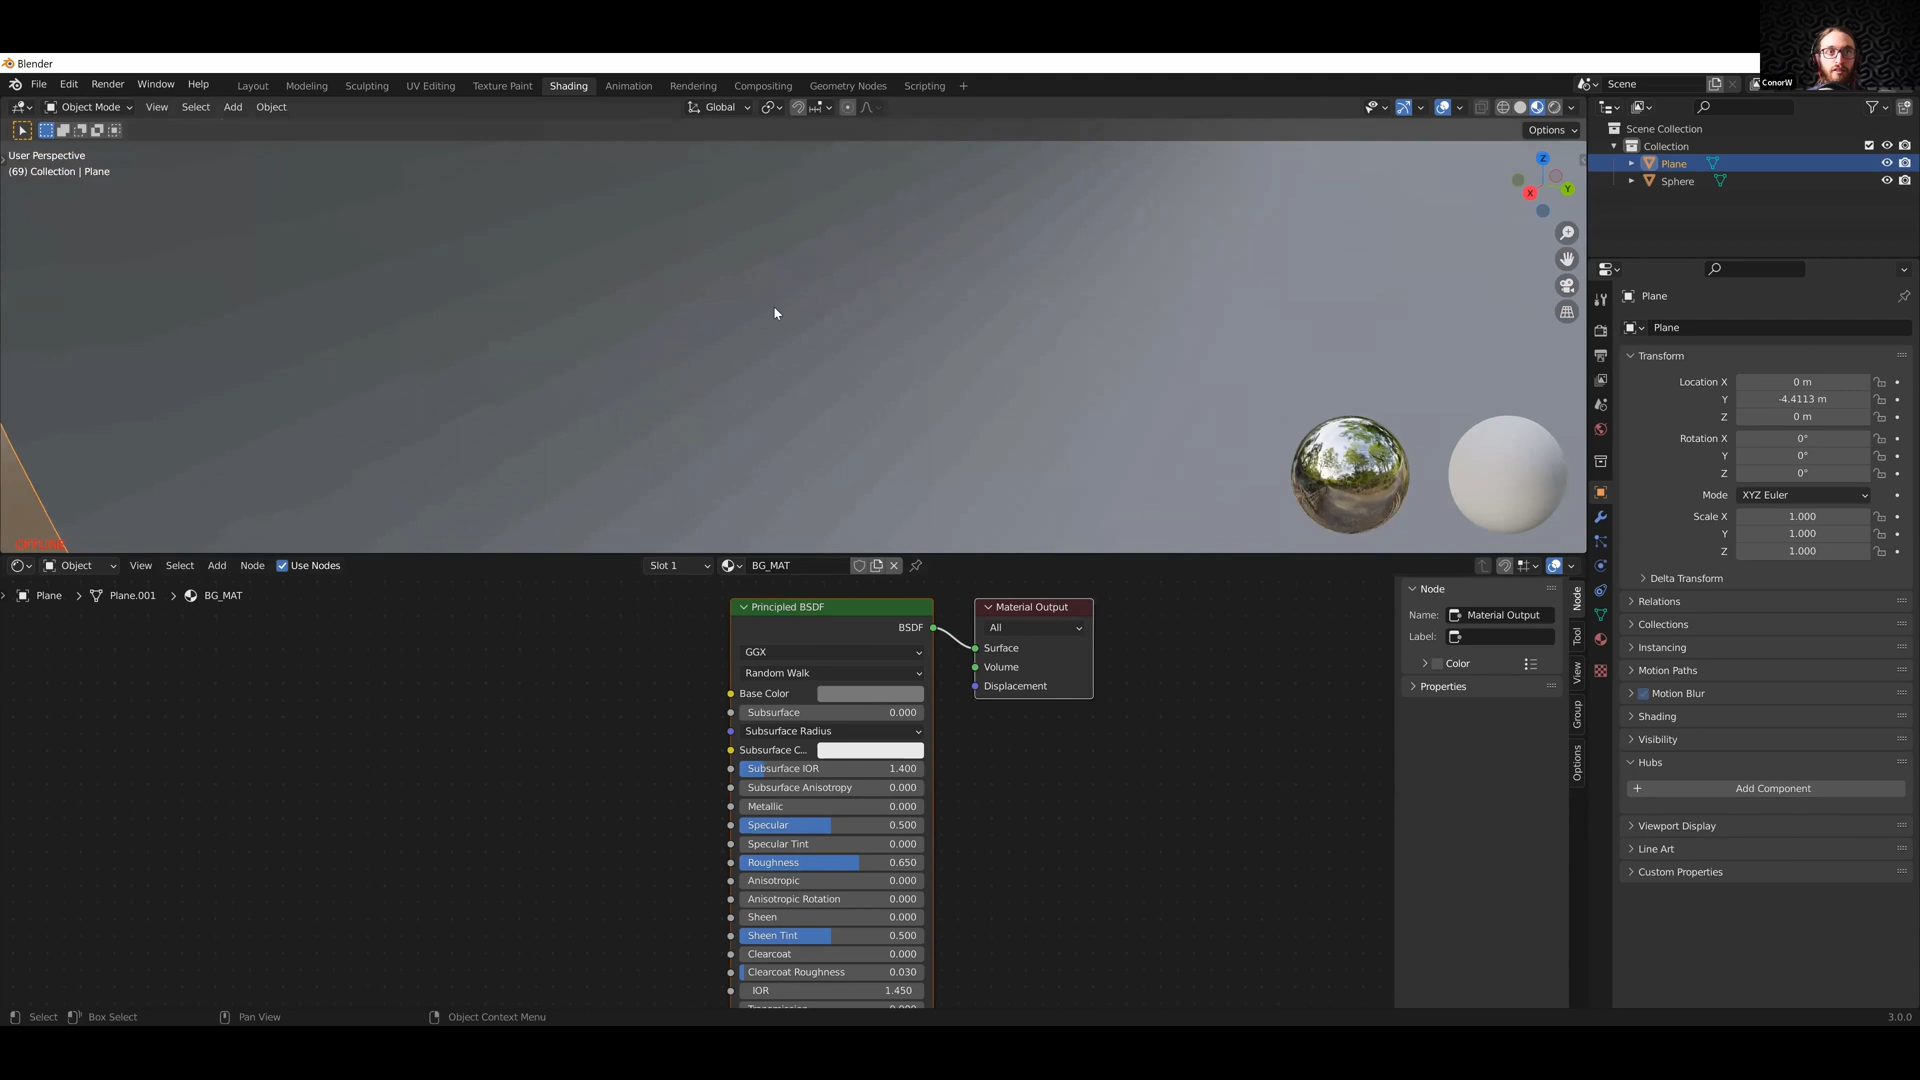 Blender
ConorW
File Edit Render Window Help Layout Modeling Sculpting UV Editing Texture Paint Shading Animation Rendering Compositing Geometry Nodes Scripting + Scene
Object Mode View Select Add Object Global
Options
User Perspective
(69) Collection | Plane
Z
Y
X
Scene Collection
Collection
Plane
Sphere
Plane
Plane
Transform
Location X 0 m
Y -4.4113 m
Z 0 m
Rotation X 0°
Y 0°
Z 0°
Mode XYZ Euler
Scale X 1.000
Y 1.000
Z 1.000
Delta Transform
Relations
Collections
Instancing
Motion Paths
Motion Blur
Shading
Visibility
Hubs
+ Add Component
Viewport Display
Line Art
Custom Properties
Object View Select Add Node Use Nodes Slot 1 BG_MAT
Plane > Plane.001 > BG_MAT
Principled BSDF
BSDF
GGX
Random Walk
Base Color
Subsurface 0.000
Subsurface Radius
Subsurface C...
Subsurface IOR 1.400
Subsurface Anisotropy 0.000
Metallic 0.000
Specular 0.500
Specular Tint 0.000
Roughness 0.650
Anisotropic 0.000
Anisotropic Rotation 0.000
Sheen 0.000
Sheen Tint 0.500
Clearcoat 0.000
Clearcoat Roughness 0.030
IOR 1.450
Material Output
All
Surface
Volume
Displacement
Node
Name: Material Output
Label:
Color
Properties
Node
Tool
View
Group
Options
Select Box Select Pan View Object Context Menu 3.0.0